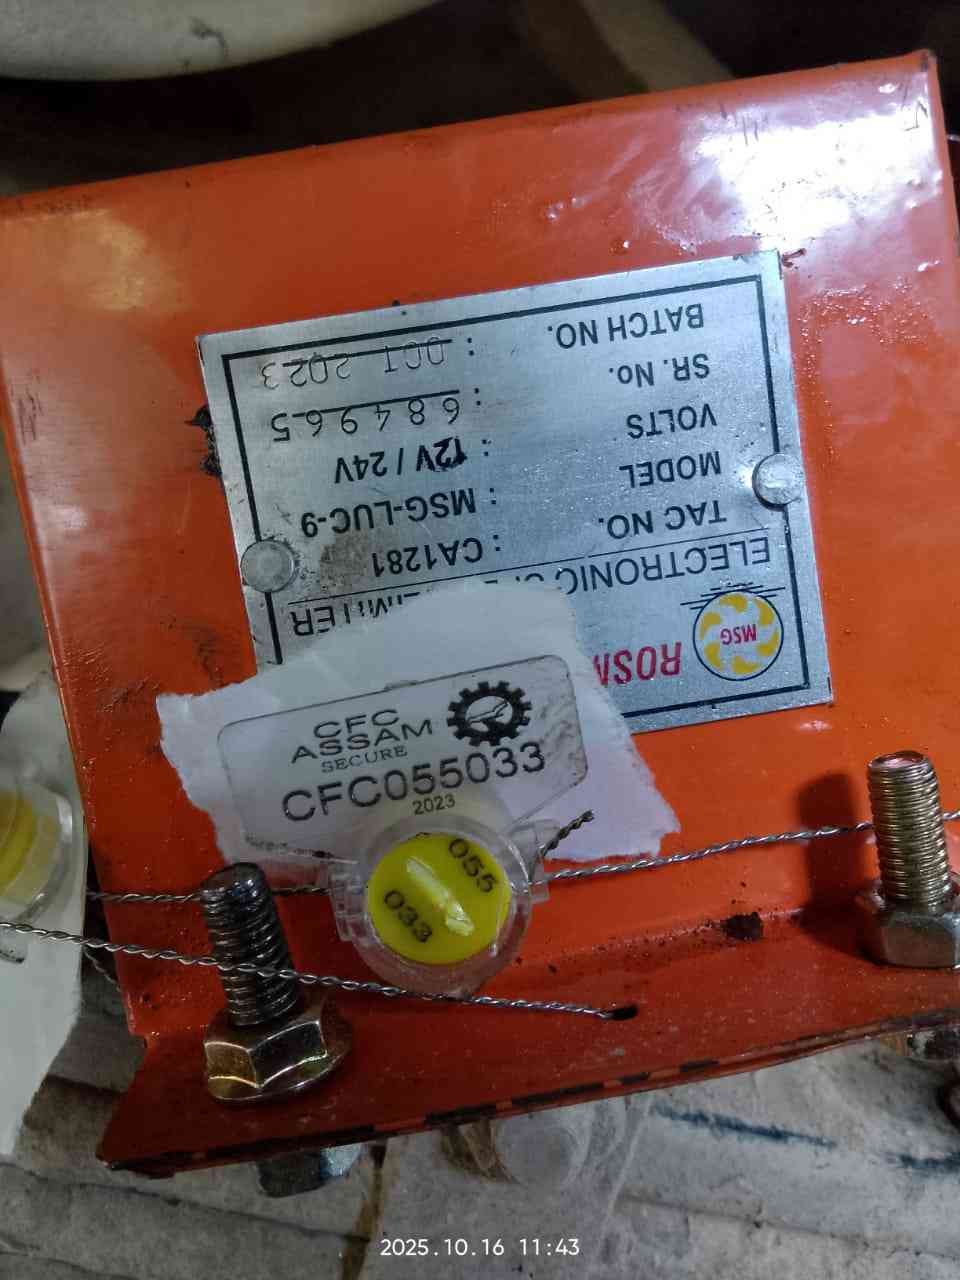 MSG
ROSM
ELECTRONIC LIMITER
TAC NO. : CA1281
MODEL : MSG-LUC-9
VOLTS : 12V / 24V
SR. No. : 684965
BATCH NO. : OCT 2023
CFC
ASSAM
SECURE
CFC055033
2023
055
033
2025.10.16 11:43